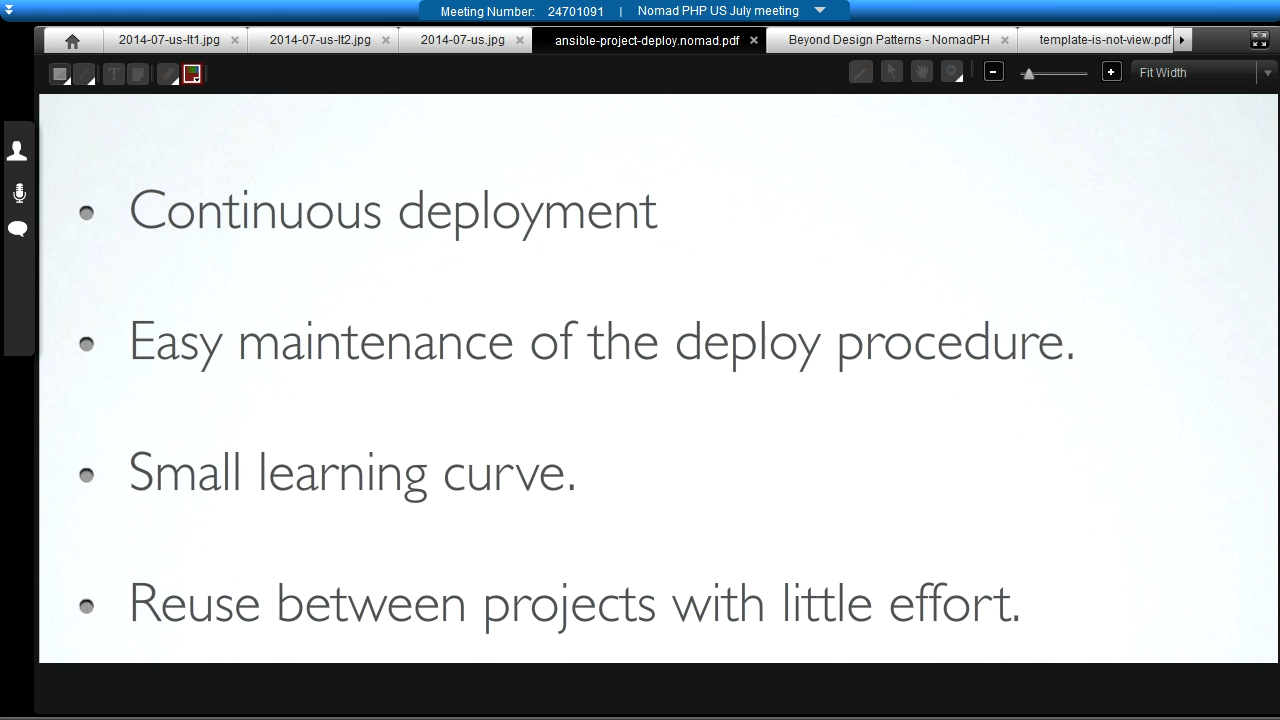 Meeting Number: 24701091 | Nomad PHP US July meeting
2014-07-us-lt1.jpg 2014-07-us-lt2.jpg 2014-07-us.jpg ansible-project-deploy.nomad.pdf Beyond Design Patterns - NomadPH template-is-not-view.pdf
T Fit Width
• Continuous deployment
• Easy maintenance of the deploy procedure.
• Small learning curve.
• Reuse between projects with little effort.